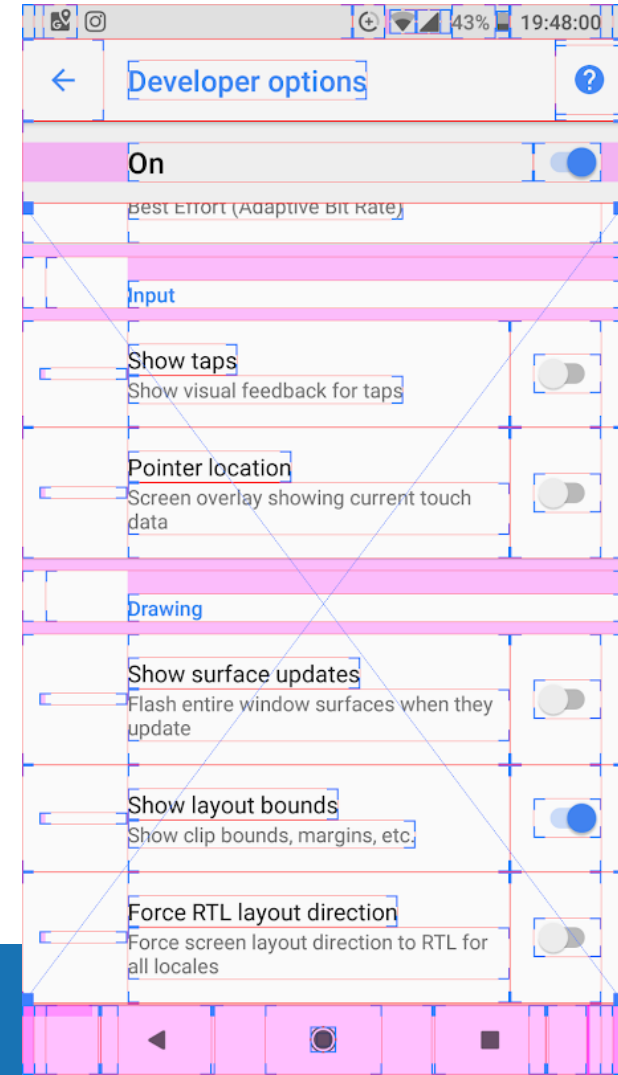 43% 19:48:00
Developer options
On
Best Effort (Adaptive Bit Rate)
Input
Show taps
Show visual feedback for taps
Pointer location
Screen overlay showing current touch
data
Drawing
Show surface updates
Flash entire window surfaces when they
update
Show layout bounds
Show clip bounds, margins, etc.
Force RTL layout direction
Force screen layout direction to RTL for
all locales